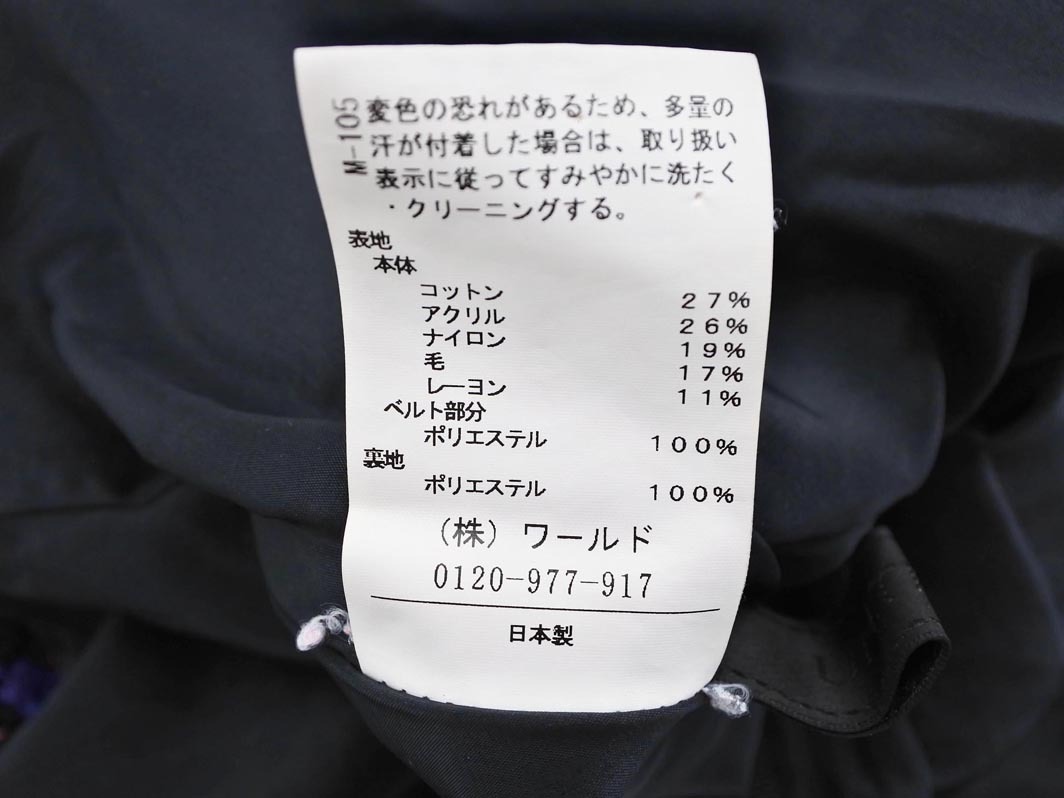 M-105
変色の恐れがあるため、多量の
汗が付着した場合は、取り扱い
表示に従ってすみやかに洗たく
・クリーニングする。
表地
本体
コットン 27%
アクリル 26%
ナイロン 19%
毛 17%
レーヨン 11%
ベルト部分
ポリエステル 100%
裏地
ポリエステル 100%
(株) ワールド
0120-977-917
日本製